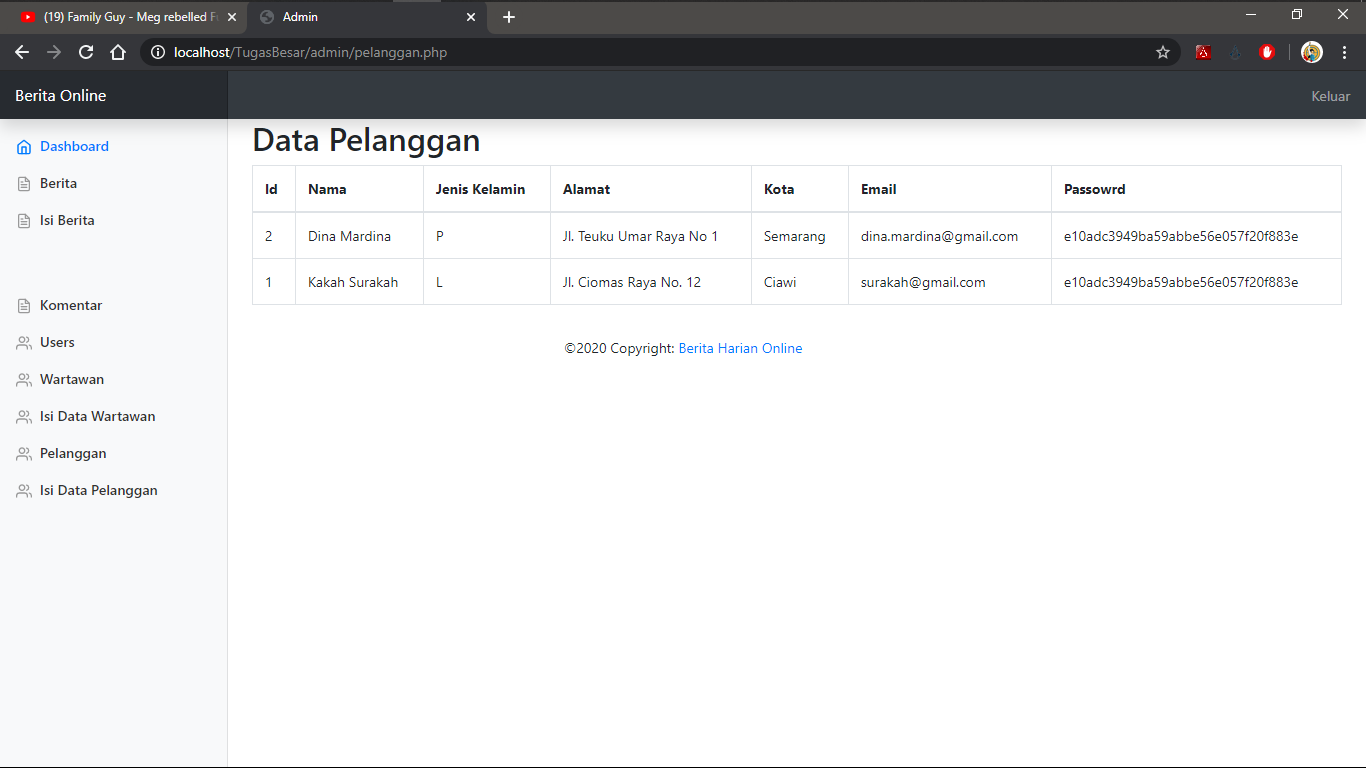 (19) Family Guy - Meg rebelled F
Admin
localhost/TugasBesar/admin/pelanggan.php
Berita Online
Keluar
Dashboard
Berita
Isi Berita
Komentar
Users
Wartawan
Isi Data Wartawan
Pelanggan
Isi Data Pelanggan
Data Pelanggan
Id Nama Jenis Kelamin Alamat Kota Email Passowrd
2 Dina Mardina P Jl. Teuku Umar Raya No 1 Semarang dina.mardina@gmail.com e10adc3949ba59abbe56e057f20f883e
1 Kakah Surakah L Jl. Ciomas Raya No. 12 Ciawi surakah@gmail.com e10adc3949ba59abbe56e057f20f883e
©2020 Copyright: Berita Harian Online